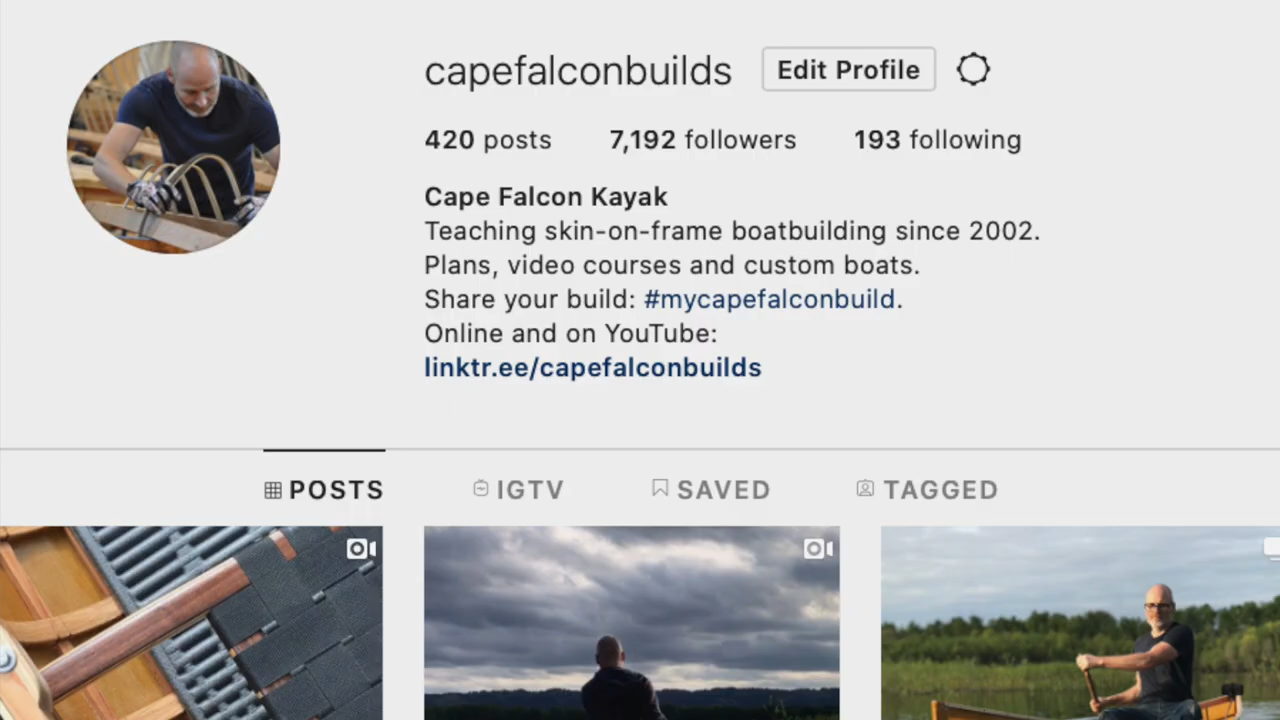 capefalconbuilds Edit Profile
420 posts 7,192 followers 193 following
Cape Falcon Kayak
Teaching skin-on-frame boatbuilding since 2002.
Plans, video courses and custom boats.
Share your build: #mycapefalconbuild.
Online and on YouTube:
linktr.ee/capefalconbuilds
POSTS IGTV SAVED TAGGED